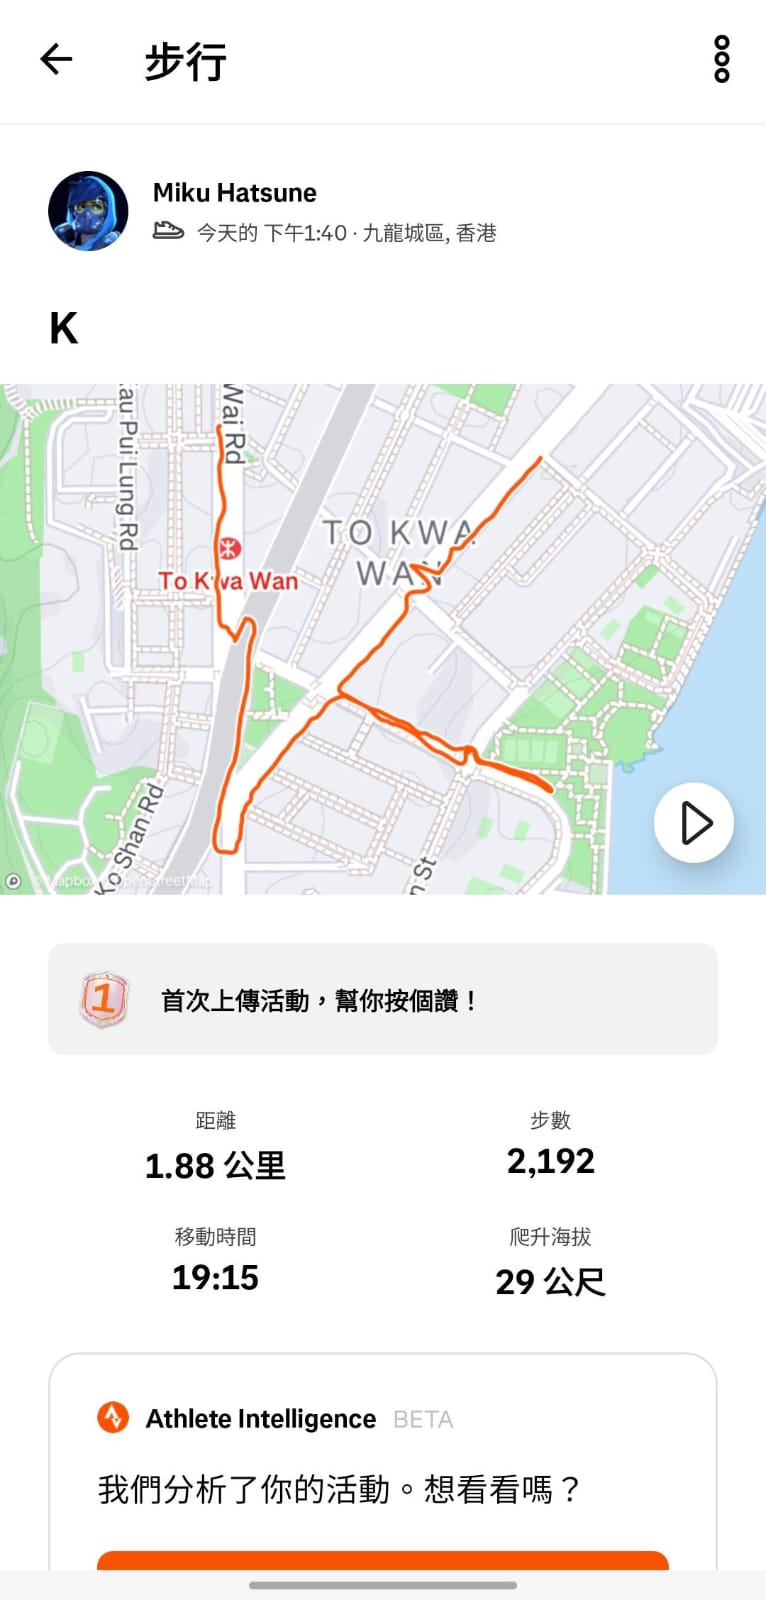 步行
Miku Hatsune
今天的 下午1:40 · 九龍城區, 香港
K
au Pui Lung Rd
Wai Rd
TO KWA
WAN
To Kwa Wan
Ko Shan Rd
n St
© Mapbox © OpenStreetMap
1
首次上傳活動，幫你按個讚！
距離
步數
1.88 公里
2,192
移動時間
爬升海拔
19:15
29 公尺
Athlete Intelligence BETA
我們分析了你的活動。想看看嗎？